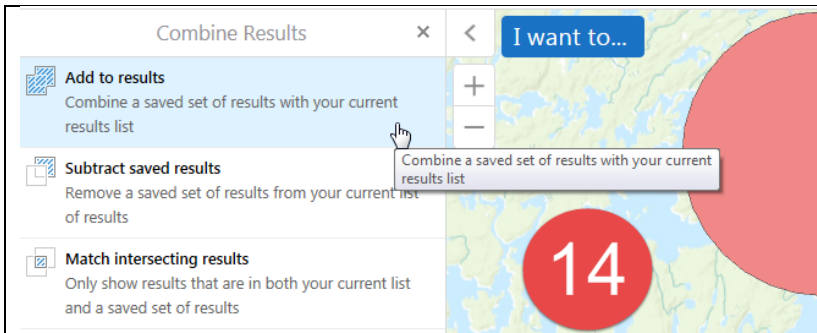 Combine Results
I want to...
Add to results
Combine a saved set of results with your current
results list
Combine a saved set of results with your current
results list
Subtract saved results
Remove a saved set of results from your current list
of results
Match intersecting results
Only show results that are in both your current list
and a saved set of results
14